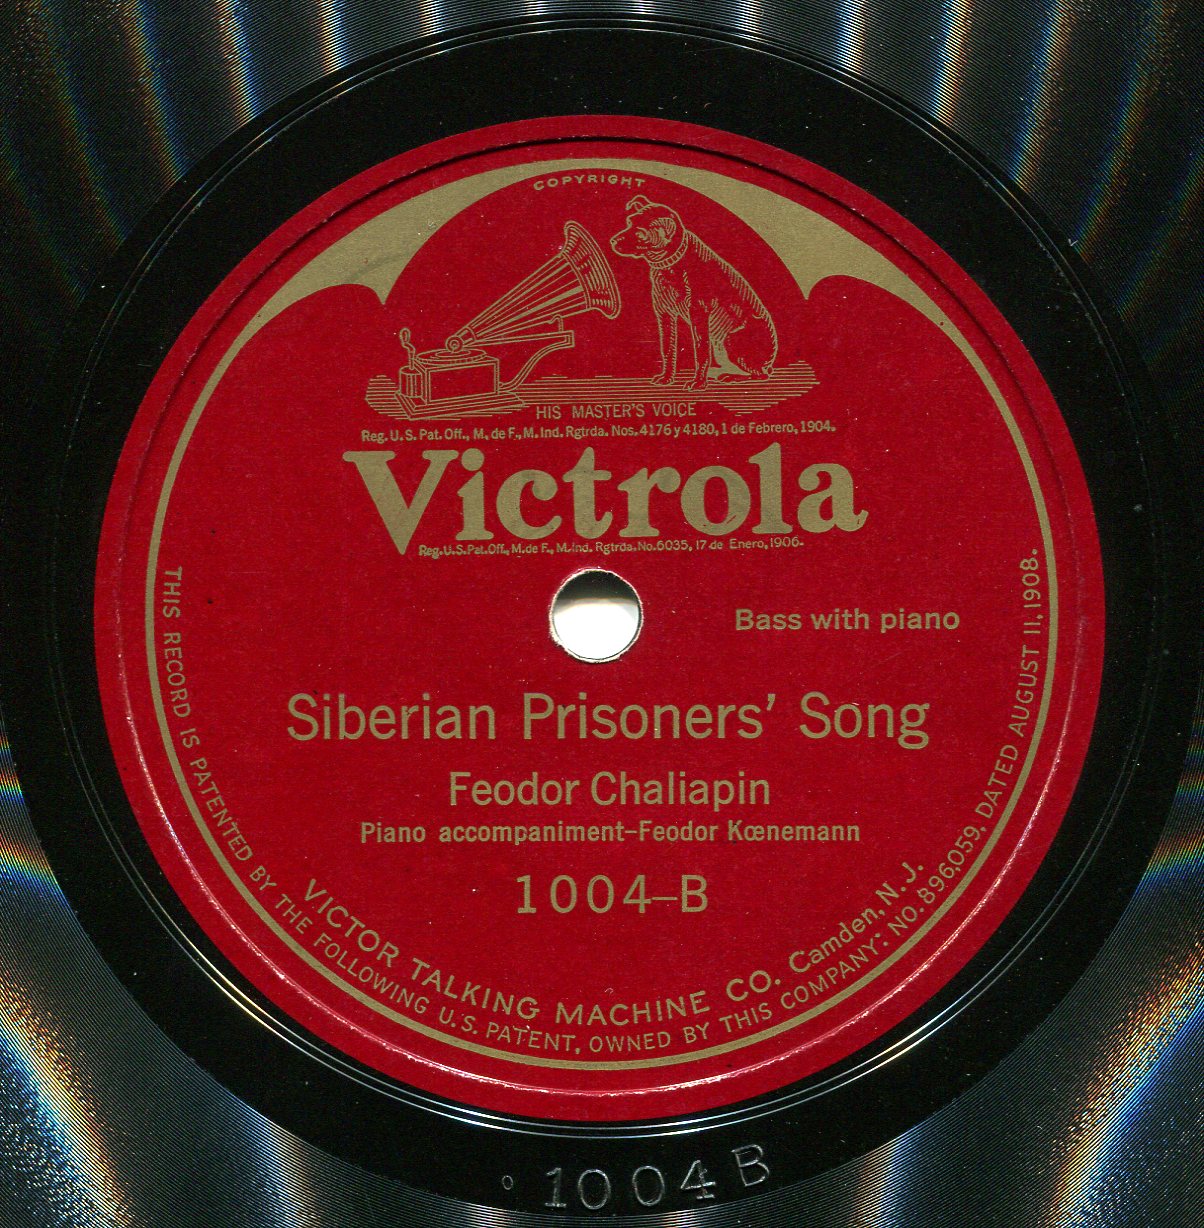 COPYRIGHT
HIS MASTER'S VOICE
Reg. U.S. Pat. Off., M. de F., M. Ind. Rgtrda. Nos. 4176 y 4180, 1 de Febrero, 1904.
Victrola
Reg. U.S. Pat. Off., M. de F., M. Ind. Rgtrda. No. 6035, 17 de Enero, 1906.
Bass with piano
Siberian Prisoners' Song
Feodor Chaliapin
Piano accompaniment–Feodor Kœnemann
1004–B
VICTOR TALKING MACHINE CO. Camden, N. J.
THIS RECORD IS PATENTED BY THE FOLLOWING U.S. PATENT, OWNED BY THIS COMPANY: NO. 896,059, DATED AUGUST 11, 1908.
1004 B